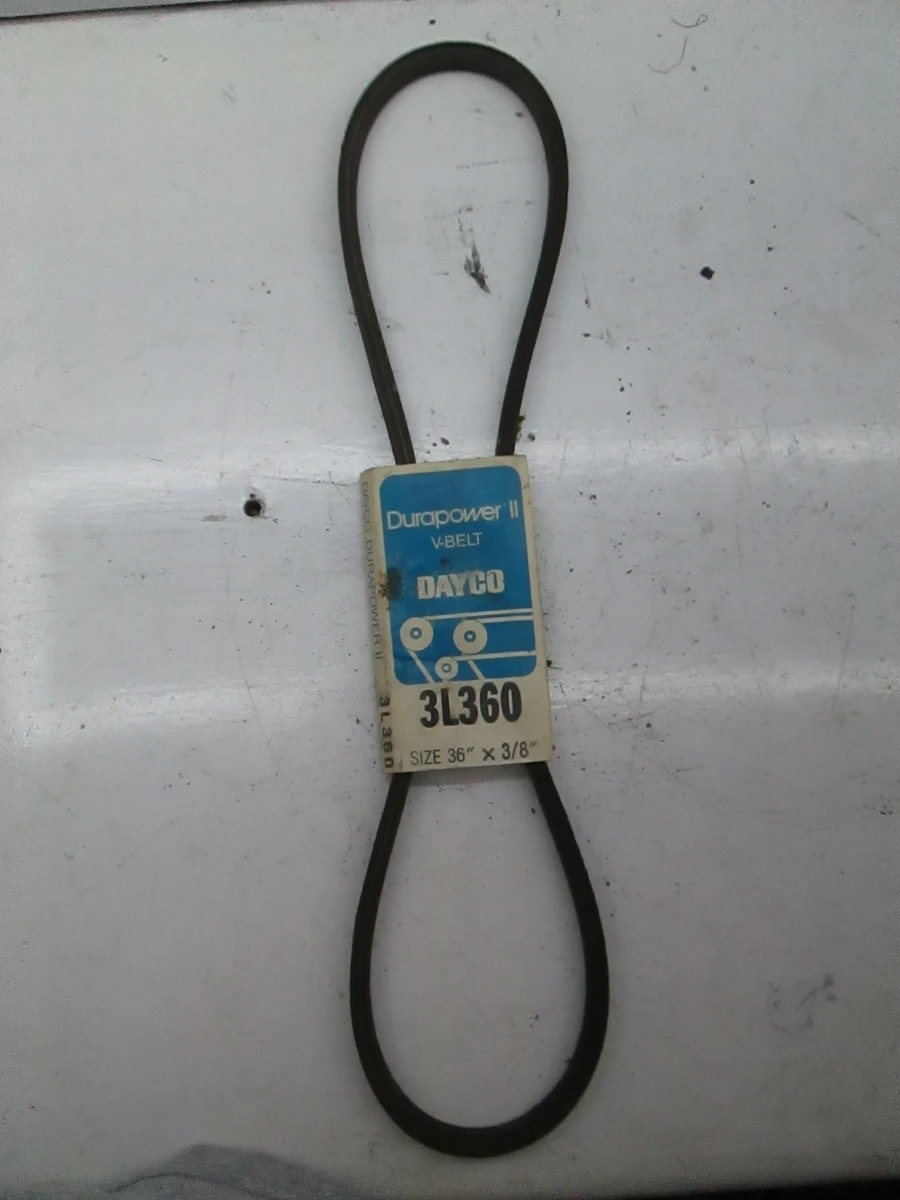 Durapower II
V-BELT
DAYCO
3L360
SIZE 36" × 3/8"
DAYCO DURAPOWER II 3L360